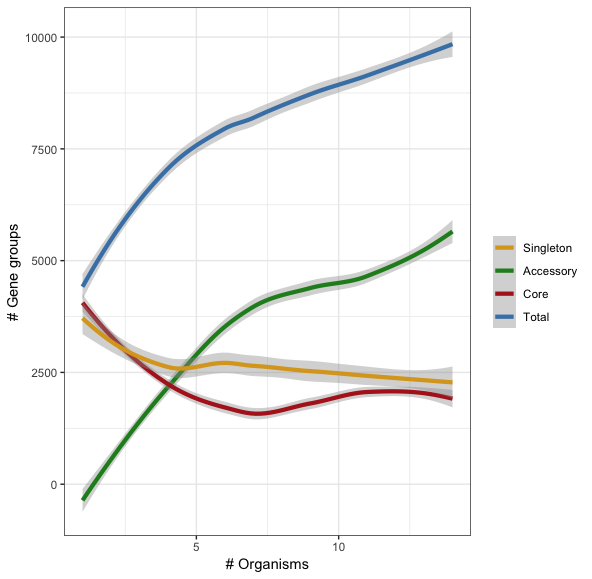 # Gene groups
10000
7500
5000
2500
0
5
10
# Organisms
Singleton
Accessory
Core
Total